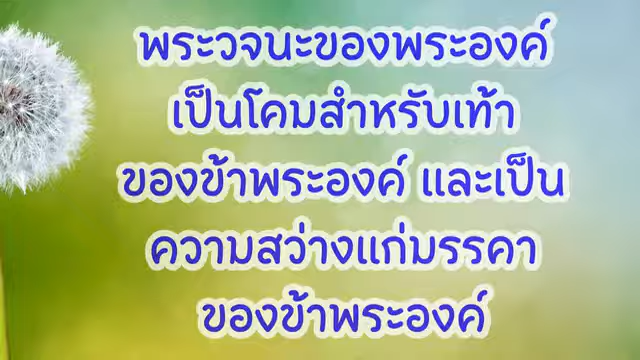 พระวจนะของพระองค์
เป็นโคมสำหรับเท้า
ของข้าพระองค์ และเป็น
ความสว่างแก่มรรคา
ของข้าพระองค์